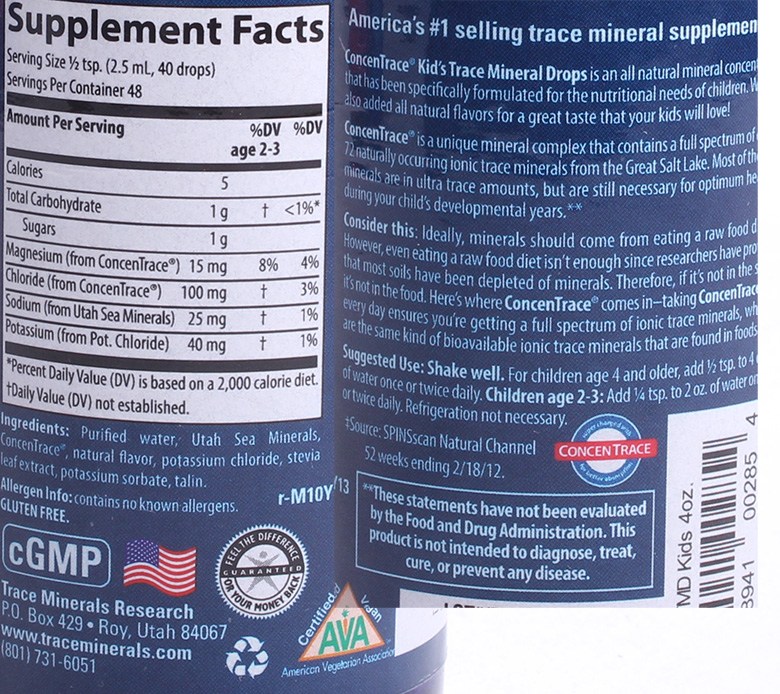 Supplement Facts
Serving Size ½ tsp. (2.5 mL, 40 drops)
Servings Per Container 48
Amount Per Serving %DV %DV
age 2-3
Calories 5
Total Carbohydrate 1 g † <1%*
Sugars 1 g
Magnesium (from ConcenTrace®) 15 mg 8% 4%
Chloride (from ConcenTrace®) 100 mg † 3%
Sodium (from Utah Sea Minerals) 25 mg † 1%
Potassium (from Pot. Chloride) 40 mg † 1%
*Percent Daily Value (DV) is based on a 2,000 calorie diet.
†Daily Value (DV) not established.
Ingredients: Purified water, Utah Sea Minerals,
ConcenTrace®, natural flavor, potassium chloride, stevia
leaf extract, potassium sorbate, talin.
Allergen Info: contains no known allergens.
GLUTEN FREE.
r-M10Y/13
cGMP
FEEL THE DIFFERENCE
GUARANTEED
OR YOUR MONEY BACK
Trace Minerals Research
P.O. Box 429 • Roy, Utah 84067
www.traceminerals.com
(801) 731-6051
Certified Vegan
AVA
American Vegetarian Association
America's #1 selling trace mineral supplemen
ConcenTrace® Kid's Trace Mineral Drops is an all natural mineral concen
that has been specifically formulated for the nutritional needs of children. W
also added all natural flavors for a great taste that your kids will love!
ConcenTrace® is a unique mineral complex that contains a full spectrum of
72 naturally occurring ionic trace minerals from the Great Salt Lake. Most of the
minerals are in ultra trace amounts, but are still necessary for optimum he
during your child's developmental years.**
Consider this: Ideally, minerals should come from eating a raw food d
However, even eating a raw food diet isn't enough since researchers have pro
that most soils have been depleted of minerals. Therefore, if it's not in the s
it's not in the food. Here's where ConcenTrace® comes in–taking ConcenTrace
every day ensures you're getting a full spectrum of ionic trace minerals, wh
are the same kind of bioavailable ionic trace minerals that are found in foods
Suggested Use: Shake well. For children age 4 and older, add ½ tsp. to 4
of water once or twice daily. Children age 2-3: Add ¼ tsp. to 2 oz. of water on
or twice daily. Refrigeration not necessary.
‡Source: SPINSscan Natural Channel
52 weeks ending 2/18/12.
CONCENTRACE
**These statements have not been evaluated
by the Food and Drug Administration. This
product is not intended to diagnose, treat,
cure, or prevent any disease.
MD Kids 4oz.
8941 00285 4